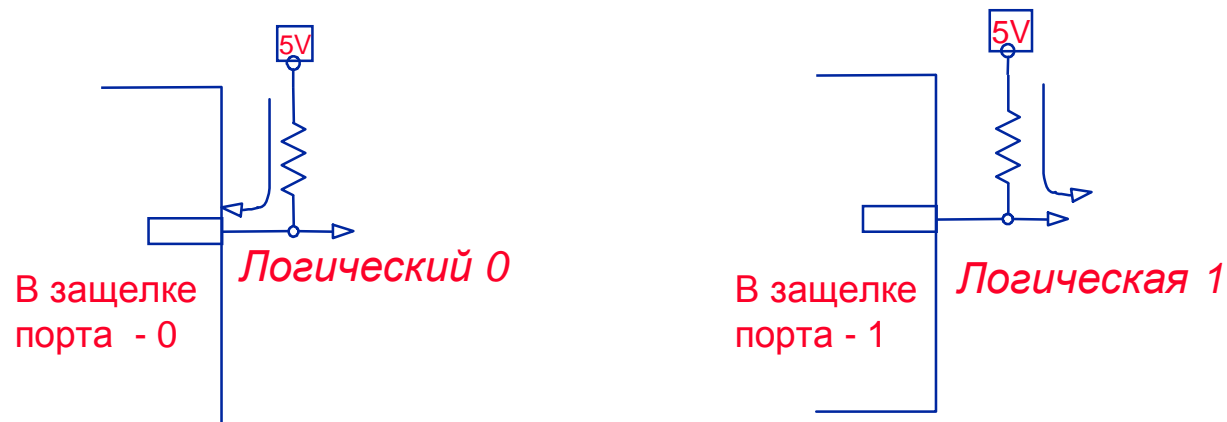 5V
Логический 0
В защелке
порта - 0
5V
Логическая 1
В защелке
порта - 1